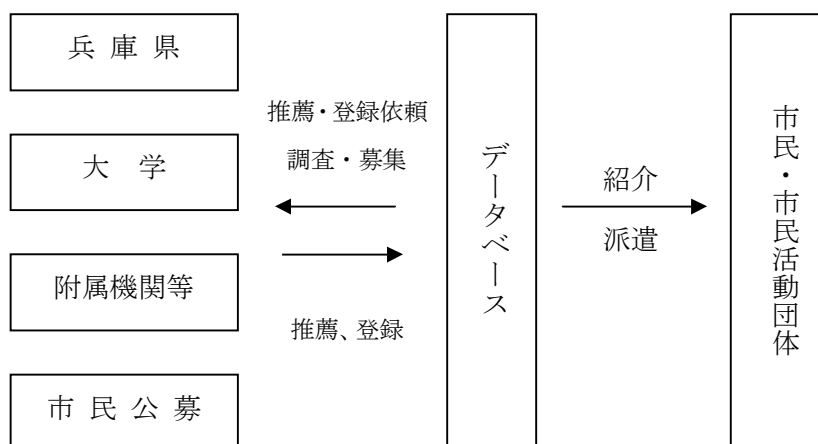 兵庫県
大学
附属機関等
市民公募
推薦・登録依頼
調査・募集
推薦、登録
データベース
紹介
派遣
市民・市民活動団体